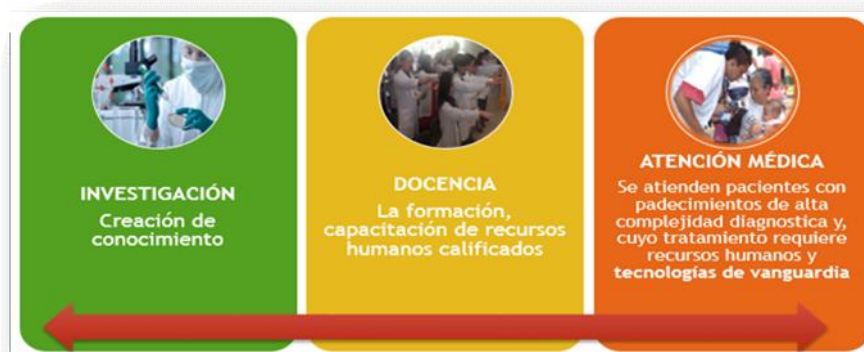 INVESTIGACIÓN
Creación de
conocimiento
DOCENCIA
La formación,
capacitación de recursos
humanos calificados
ATENCIÓN MÉDICA
Se atienden pacientes con
padecimientos de alta
complejidad diagnostica y,
cuyo tratamiento requiere
recursos humanos y
tecnologías de vanguardia